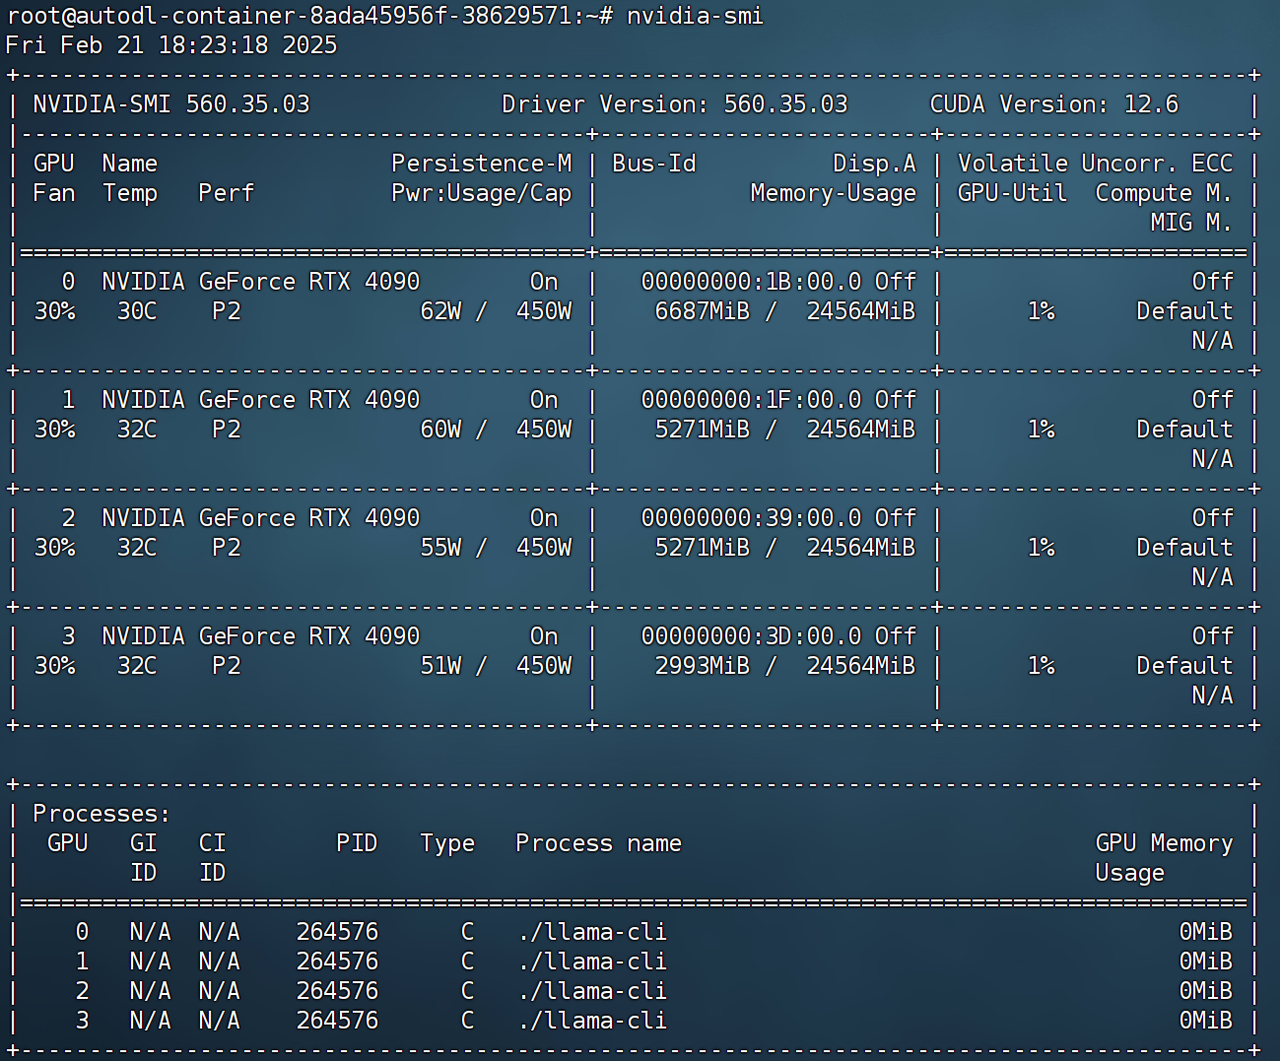 root@autodl-container-8ada45956f-38629571:~# nvidia-smi
Fri Feb 21 18:23:18 2025
+-----------------------------------------------------------------------------------------+
| NVIDIA-SMI 560.35.03              Driver Version: 560.35.03      CUDA Version: 12.6     |
|-----------------------------------------+------------------------+----------------------+
| GPU  Name                 Persistence-M | Bus-Id          Disp.A | Volatile Uncorr. ECC |
| Fan  Temp   Perf          Pwr:Usage/Cap |           Memory-Usage | GPU-Util  Compute M. |
|                                         |                        |               MIG M. |
|=========================================+========================+======================|
|   0  NVIDIA GeForce RTX 4090        On  |   00000000:1B:00.0 Off |                  Off |
| 30%   30C    P2             62W /  450W |    6687MiB /  24564MiB |      1%      Default |
|                                         |                        |                  N/A |
+-----------------------------------------+------------------------+----------------------+
|   1  NVIDIA GeForce RTX 4090        On  |   00000000:1F:00.0 Off |                  Off |
| 30%   32C    P2             60W /  450W |    5271MiB /  24564MiB |      1%      Default |
|                                         |                        |                  N/A |
+-----------------------------------------+------------------------+----------------------+
|   2  NVIDIA GeForce RTX 4090        On  |   00000000:39:00.0 Off |                  Off |
| 30%   32C    P2             55W /  450W |    5271MiB /  24564MiB |      1%      Default |
|                                         |                        |                  N/A |
+-----------------------------------------+------------------------+----------------------+
|   3  NVIDIA GeForce RTX 4090        On  |   00000000:3D:00.0 Off |                  Off |
| 30%   32C    P2             51W /  450W |    2993MiB /  24564MiB |      1%      Default |
|                                         |                        |                  N/A |
+-----------------------------------------+------------------------+----------------------+

+-----------------------------------------------------------------------------------------+
| Processes:                                                                              |
|  GPU   GI   CI        PID   Type   Process name                              GPU Memory |
|        ID   ID                                                               Usage      |
|=========================================================================================|
|    0   N/A  N/A    264576      C   ./llama-cli                                     0MiB |
|    1   N/A  N/A    264576      C   ./llama-cli                                     0MiB |
|    2   N/A  N/A    264576      C   ./llama-cli                                     0MiB |
|    3   N/A  N/A    264576      C   ./llama-cli                                     0MiB |
+-----------------------------------------------------------------------------------------+